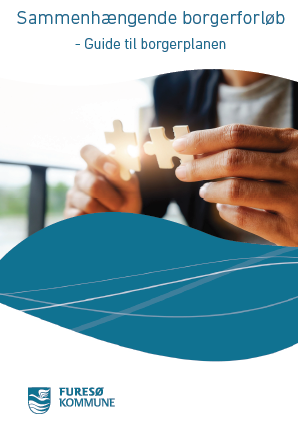 Sammenhængende borgerforløb
- Guide til borgerplanen
FURESØ
KOMMUNE